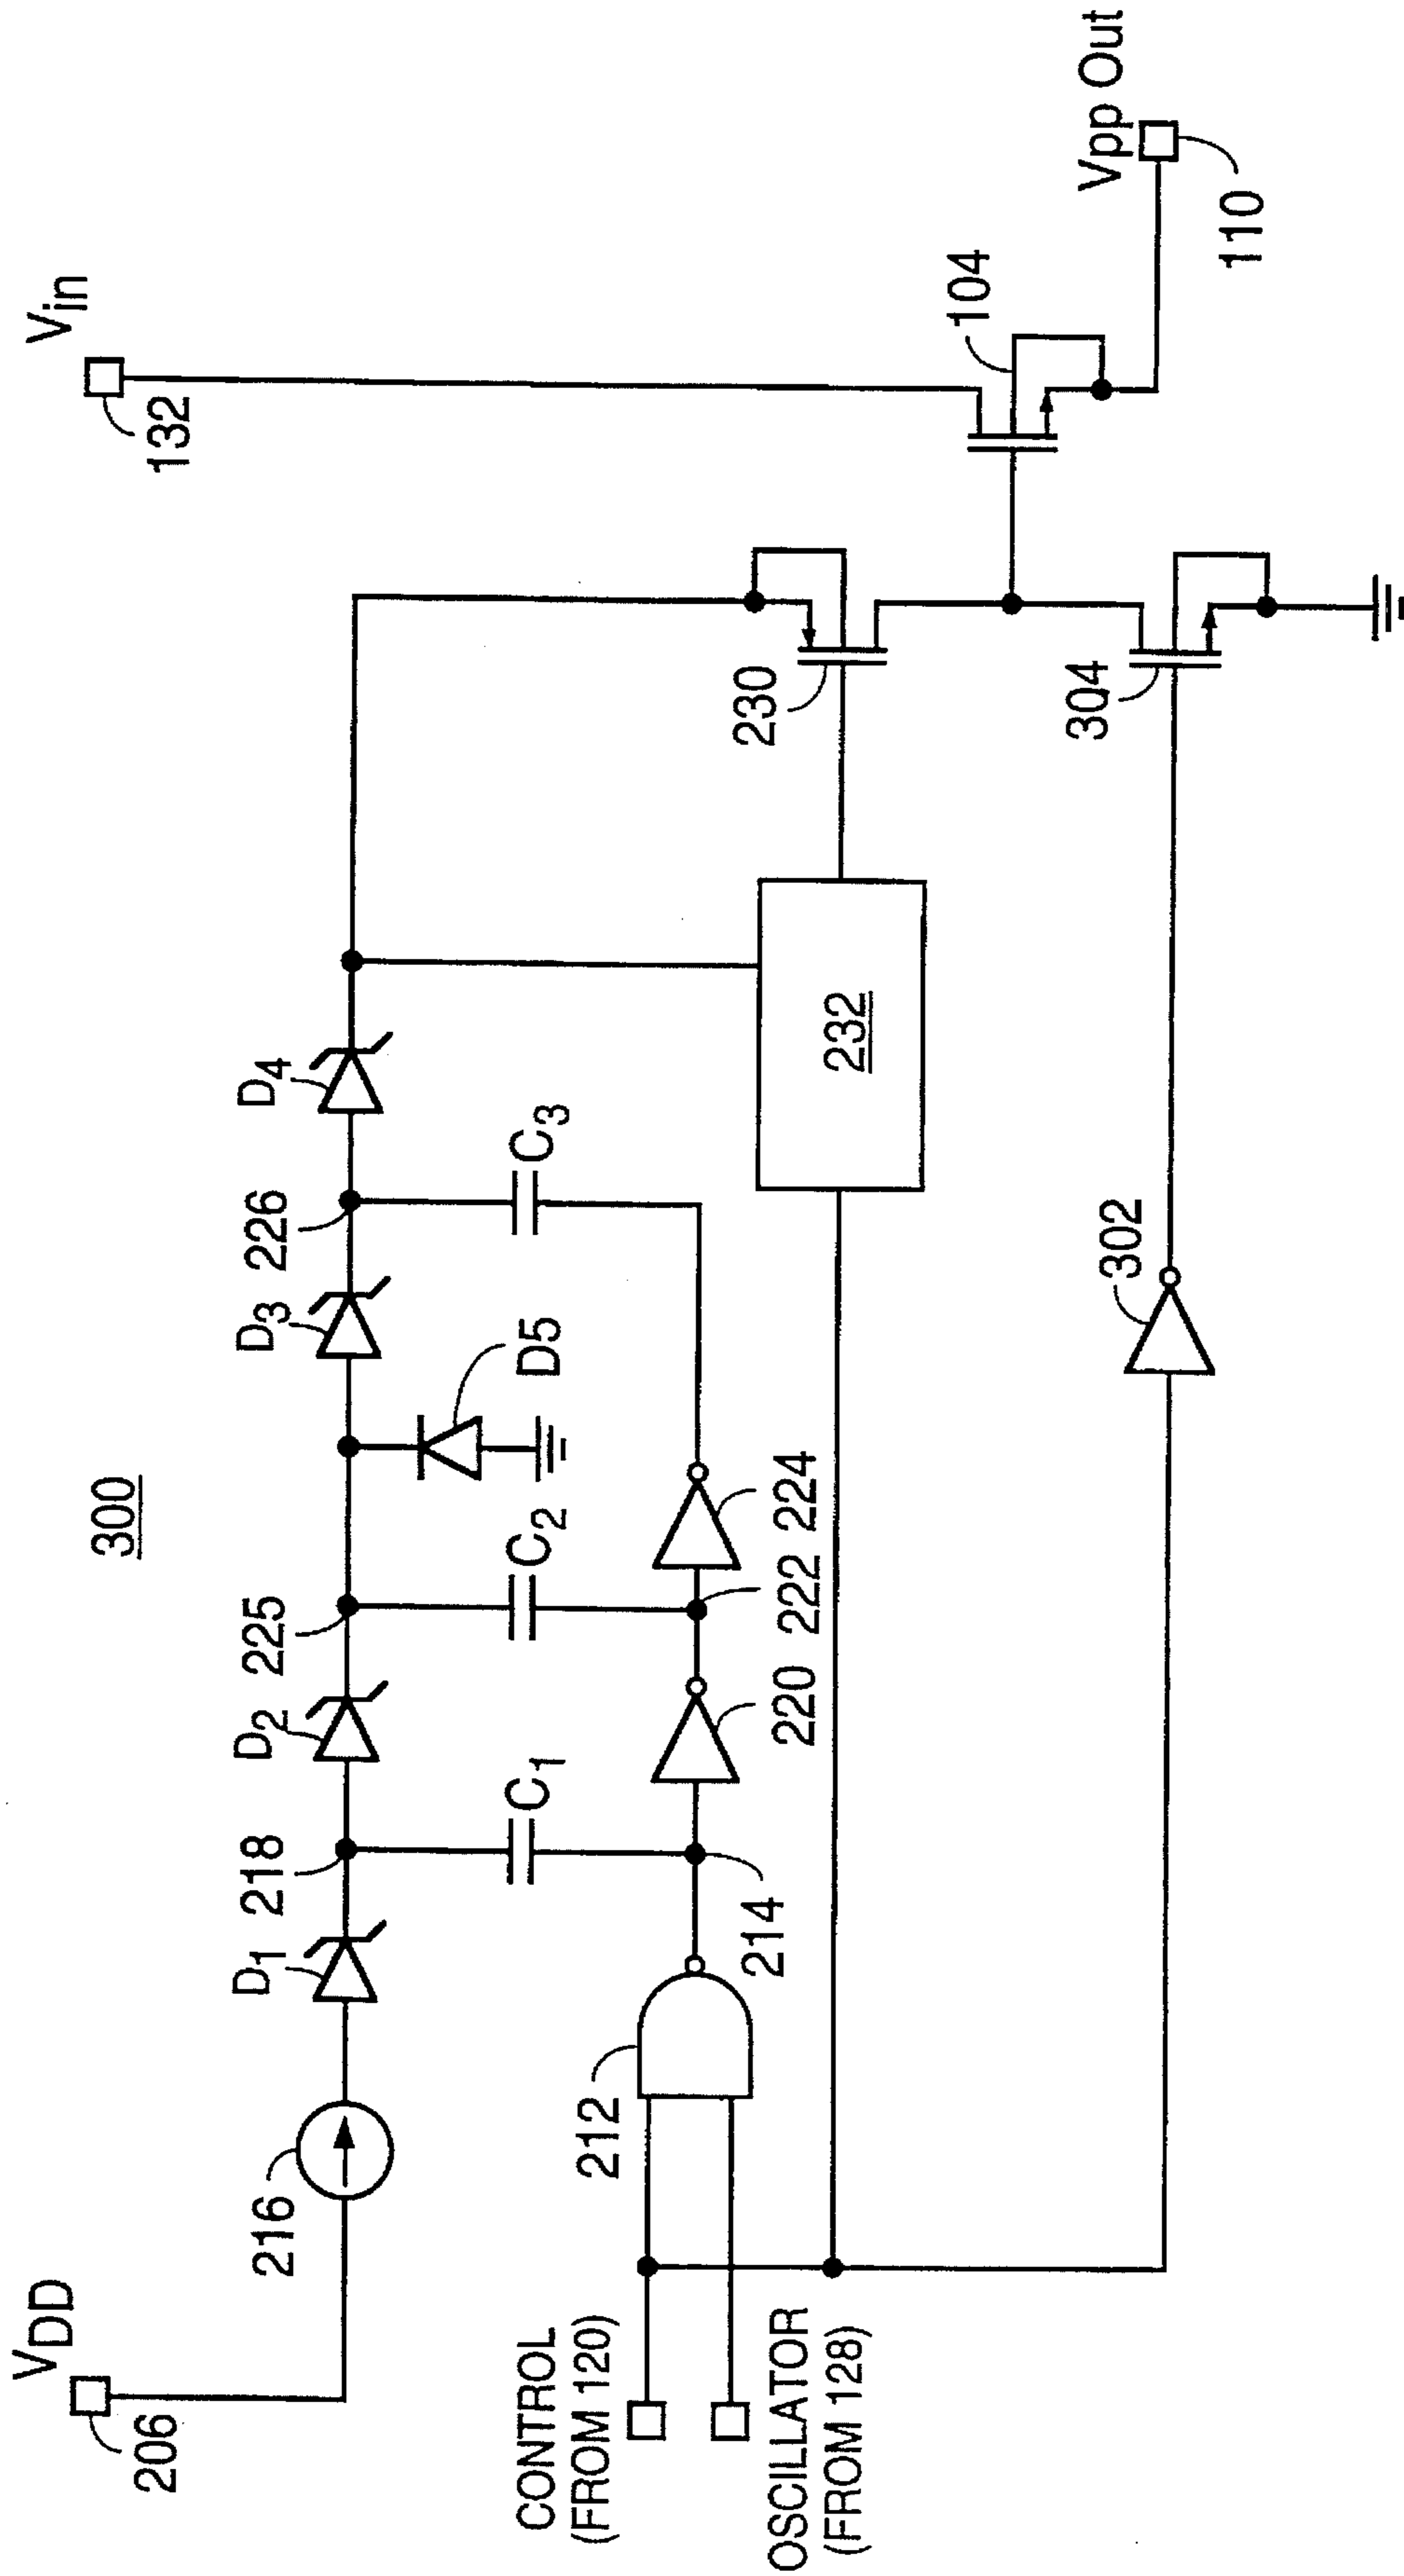 300
V_DD
206
216
D_1
218
D_2
225
D5
D_3
226
D_4
V_in
132
C_1
C_2
C_3
CONTROL
(FROM 120)
OSCILLATOR
(FROM 128)
212
214
220
222
224
232
230
304
302
104
Vpp Out
110